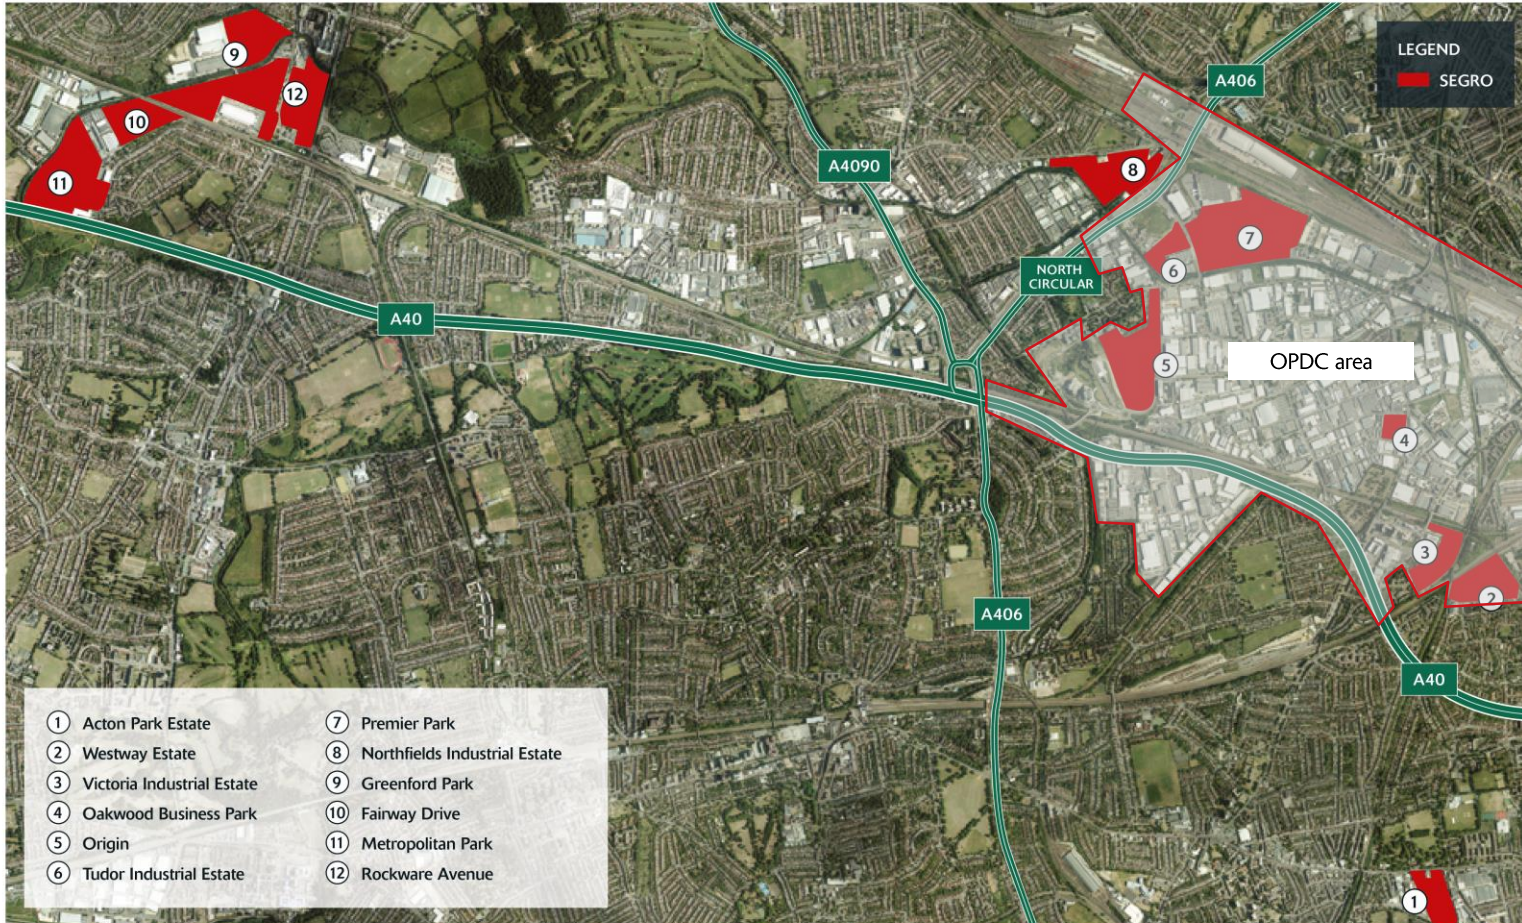 LEGEND
SEGRO
A406
A4090
9
12
10
11
8
7
6
NORTH
CIRCULAR
A40
5
OPDC area
4
3
2
A406
A40
1
1 Acton Park Estate
2 Westway Estate
3 Victoria Industrial Estate
4 Oakwood Business Park
5 Origin
6 Tudor Industrial Estate
7 Premier Park
8 Northfields Industrial Estate
9 Greenford Park
10 Fairway Drive
11 Metropolitan Park
12 Rockware Avenue